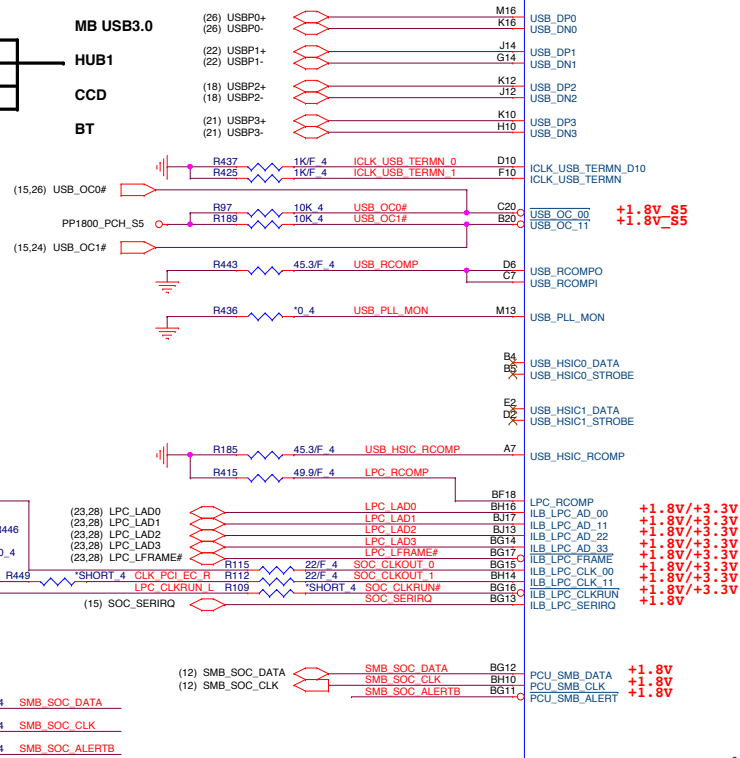 MB USB3.0
(26) USBP0+ M16 USB_DP0
(26) USBP0- K16 USB_DN0
HUB1
(22) USBP1+ J14 USB_DP1
(22) USBP1- G14 USB_DN1
CCD
(18) USBP2+ K12 USB_DP2
(18) USBP2- J12 USB_DN2
BT
(21) USBP3+ K10 USB_DP3
(21) USBP3- H10 USB_DN3
R437 1K/F_4 ICLK_USB_TERMN_0 D10 ICLK_USB_TERMN_D10
R425 1K/F_4 ICLK_USB_TERMN_1 F10 ICLK_USB_TERMN
(15,26) USB_OC0#
R97 10K_4 USB_OC0# C20 USB_OC_00 +1.8V_S5
PP1800_PCH_S5 R189 10K_4 USB_OC1# B20 USB_OC_11 +1.8V_S5
(15,24) USB_OC1#
R443 45.3/F_4 USB_RCOMP D6 USB_RCOMPO
C7 USB_RCOMPI
R436 *0_4 USB_PLL_MON M13 USB_PLL_MON
B4 USB_HSIC0_DATA
B5 USB_HSIC0_STROBE
E2 USB_HSIC1_DATA
D2 USB_HSIC1_STROBE
R185 45.3/F_4 USB_HSIC_RCOMP A7 USB_HSIC_RCOMP
R415 49.9/F_4 LPC_RCOMP
BF18 LPC_RCOMP
(23,28) LPC_LAD0 LPC_LAD0 BH16 ILB_LPC_AD_00 +1.8V/+3.3V
(23,28) LPC_LAD1 LPC_LAD1 BJ17 ILB_LPC_AD_11 +1.8V/+3.3V
(23,28) LPC_LAD2 LPC_LAD2 BJ13 ILB_LPC_AD_22 +1.8V/+3.3V
(23,28) LPC_LAD3 LPC_LAD3 BG14 ILB_LPC_AD_33 +1.8V/+3.3V
(23,28) LPC_LFRAME# LPC_LFRAME# BG17 ILB_LPC_FRAME +1.8V/+3.3V
R115 22/F_4 SOC_CLKOUT_0 BG15 ILB_LPC_CLK_00 +1.8V/+3.3V
R449 *SHORT_4 CLK_PCI_EC_R R112 22/F_4 SOC_CLKOUT_1 BH14 ILB_LPC_CLK_11 +1.8V/+3.3V
LPC_CLKRUN_L R109 *SHORT_4 SOC_CLKRUN# BG16 ILB_LPC_CLKRUN +1.8V/+3.3V
(15) SOC_SERIRQ SOC_SERIRQ BG13 ILB_LPC_SERIRQ +1.8V
(12) SMB_SOC_DATA SMB_SOC_DATA BG12 PCU_SMB_DATA +1.8V
(12) SMB_SOC_CLK SMB_SOC_CLK BH10 PCU_SMB_CLK +1.8V
SMB_SOC_ALERTB BG11 PCU_SMB_ALERT +1.8V
4 SMB_SOC_DATA
4 SMB_SOC_CLK
4 SMB_SOC_ALERTB